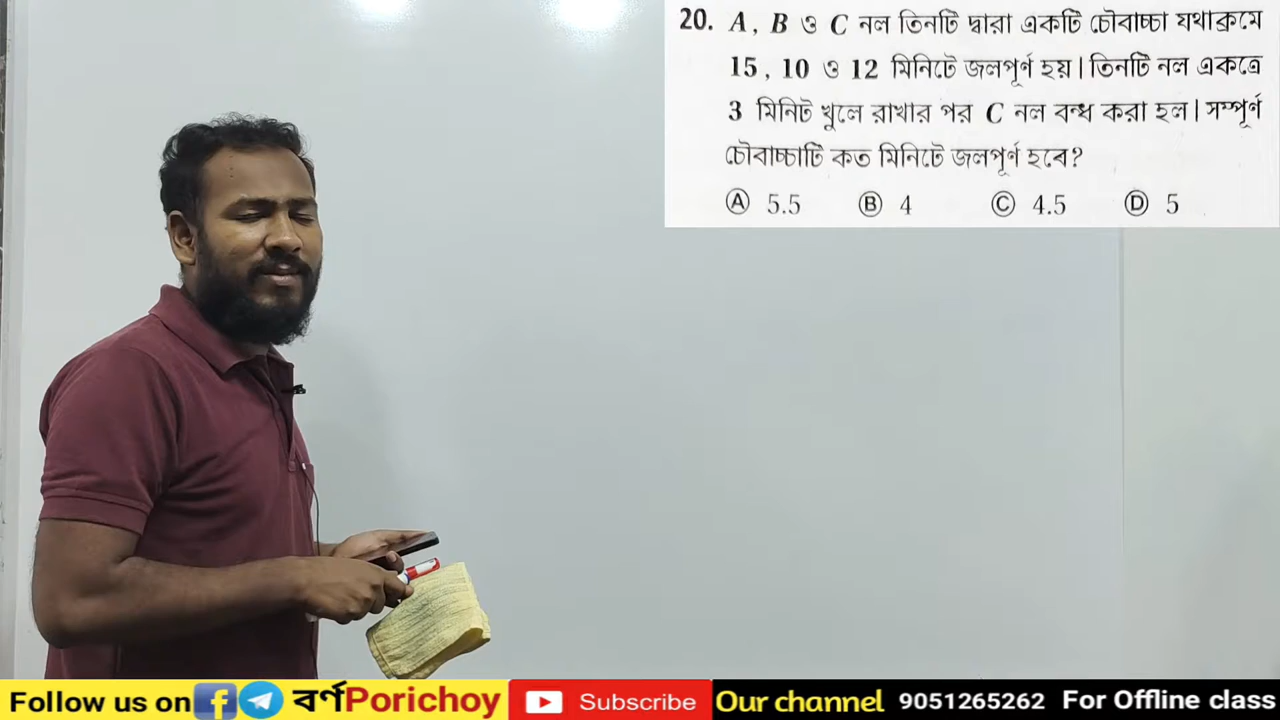 20. A, B ও C নল তিনটি দ্বারা একটি চৌবাচ্চা যথাক্রমে
15, 10 ও 12 মিনিটে জলপূর্ণ হয়। তিনটি নল একত্রে
3 মিনিট খুলে রাখার পর C নল বন্ধ করা হল। সম্পূর্ণ
চৌবাচ্চাটি কত মিনিটে জলপূর্ণ হবে?
Ⓐ 5.5 Ⓑ 4 Ⓒ 4.5 Ⓓ 5
Follow us on বর্ণPorichoy Subscribe Our channel 9051265262 For Offline class